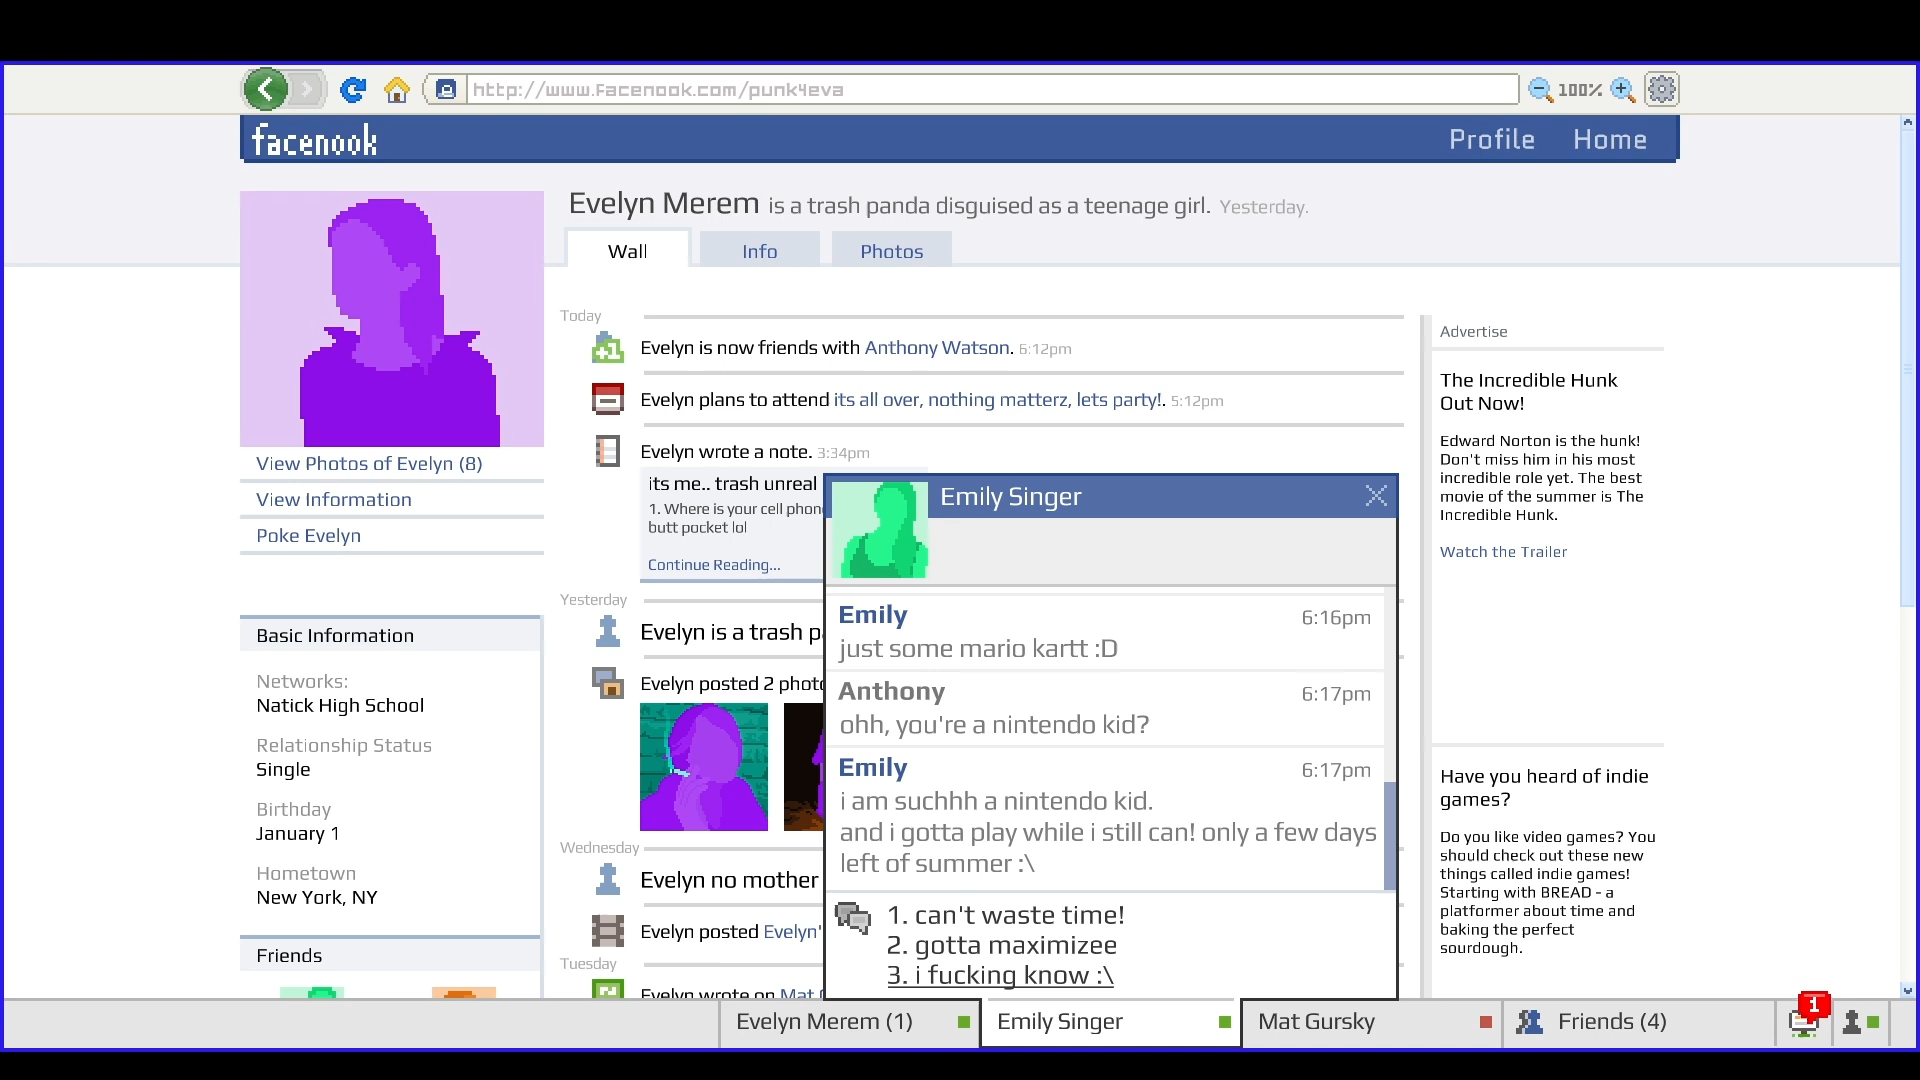 http://www.facenook.com/punk4eva
100%
facenook
Profile
Home
Evelyn Merem is a trash panda disguised as a teenage girl. Yesterday.
Wall
Info
Photos
View Photos of Evelyn (8)
View Information
Poke Evelyn
Basic Information
Networks:
Natick High School
Relationship Status
Single
Birthday
January 1
Hometown
New York, NY
Friends
Today
Evelyn is now friends with Anthony Watson. 6:12pm
Evelyn plans to attend its all over, nothing matterz, lets party!. 5:12pm
Evelyn wrote a note. 3:34pm
its me.. trash unreal
1. Where is your cell phone
butt pocket lol
Continue Reading...
Yesterday
Evelyn is a trash p
Evelyn posted 2 photo
Wednesday
Evelyn no mother
Evelyn posted Evelyn'
Tuesday
Evelyn wrote on Mat
Emily Singer
Emily 6:16pm
just some mario kartt :D
Anthony 6:17pm
ohh, you're a nintendo kid?
Emily 6:17pm
i am suchhh a nintendo kid.
and i gotta play while i still can! only a few days
left of summer :\
1. can't waste time!
2. gotta maximizee
3. i fucking know :\
Advertise
The Incredible Hunk
Out Now!
Edward Norton is the hunk!
Don't miss him in his most
incredible role yet. The best
movie of the summer is The
Incredible Hunk.
Watch the Trailer
Have you heard of indie
games?
Do you like video games? You
should check out these new
things called indie games!
Starting with BREAD - a
platformer about time and
baking the perfect
sourdough.
Evelyn Merem (1)
Emily Singer
Mat Gursky
Friends (4)
1